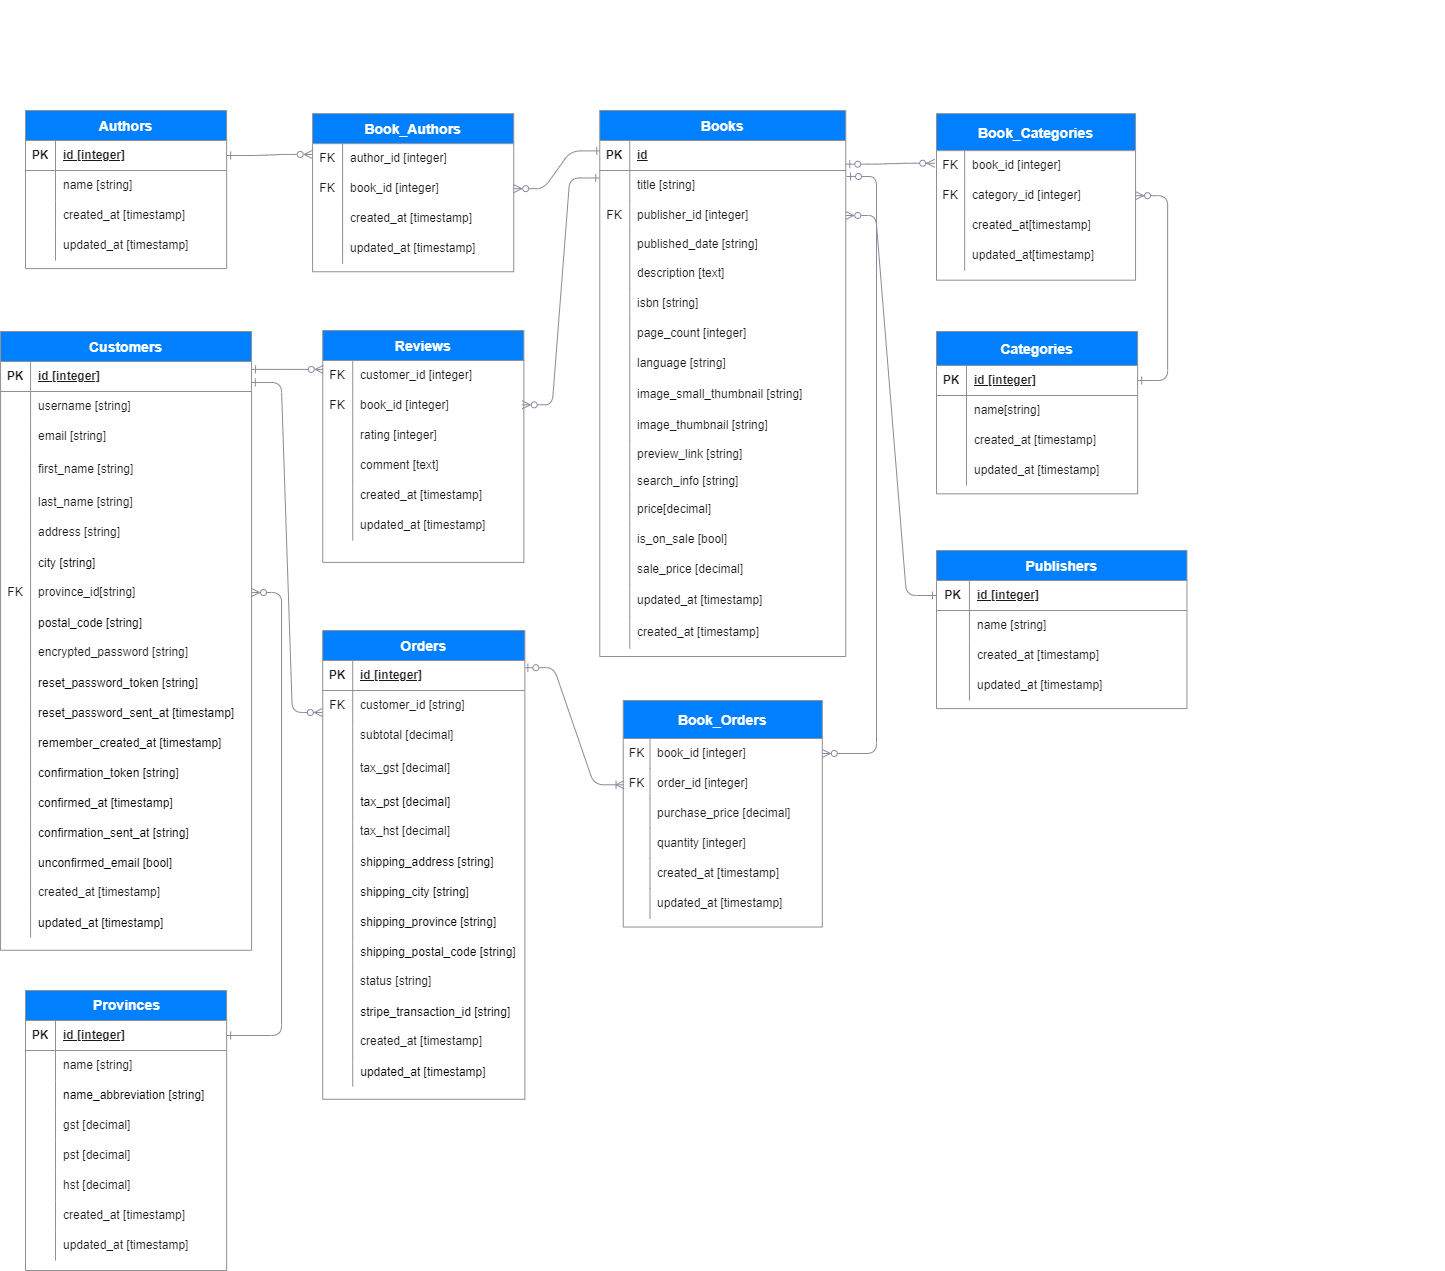 Authors
PK id [integer]
name [string]
created_at [timestamp]
updated_at [timestamp]
Book_Authors
FK author_id [integer]
FK book_id [integer]
created_at [timestamp]
updated_at [timestamp]
Books
PK id
title [string]
FK publisher_id [integer]
published_date [string]
description [text]
isbn [string]
page_count [integer]
language [string]
image_small_thumbnail [string]
image_thumbnail [string]
preview_link [string]
search_info [string]
price[decimal]
is_on_sale [bool]
sale_price [decimal]
updated_at [timestamp]
created_at [timestamp]
Book_Categories
FK book_id [integer]
FK category_id [integer]
created_at[timestamp]
updated_at[timestamp]
Customers
PK id [integer]
username [string]
email [string]
first_name [string]
last_name [string]
address [string]
city [string]
FK province_id[string]
postal_code [string]
encrypted_password [string]
reset_password_token [string]
reset_password_sent_at [timestamp]
remember_created_at [timestamp]
confirmation_token [string]
confirmed_at [timestamp]
confirmation_sent_at [string]
unconfirmed_email [bool]
created_at [timestamp]
updated_at [timestamp]
Reviews
FK customer_id [integer]
FK book_id [integer]
rating [integer]
comment [text]
created_at [timestamp]
updated_at [timestamp]
Categories
PK id [integer]
name[string]
created_at [timestamp]
updated_at [timestamp]
Publishers
PK id [integer]
name [string]
created_at [timestamp]
updated_at [timestamp]
Orders
PK id [integer]
FK customer_id [string]
subtotal [decimal]
tax_gst [decimal]
tax_pst [decimal]
tax_hst [decimal]
shipping_address [string]
shipping_city [string]
shipping_province [string]
shipping_postal_code [string]
status [string]
stripe_transaction_id [string]
created_at [timestamp]
updated_at [timestamp]
Book_Orders
FK book_id [integer]
FK order_id [integer]
purchase_price [decimal]
quantity [integer]
created_at [timestamp]
updated_at [timestamp]
Provinces
PK id [integer]
name [string]
name_abbreviation [string]
gst [decimal]
pst [decimal]
hst [decimal]
created_at [timestamp]
updated_at [timestamp]